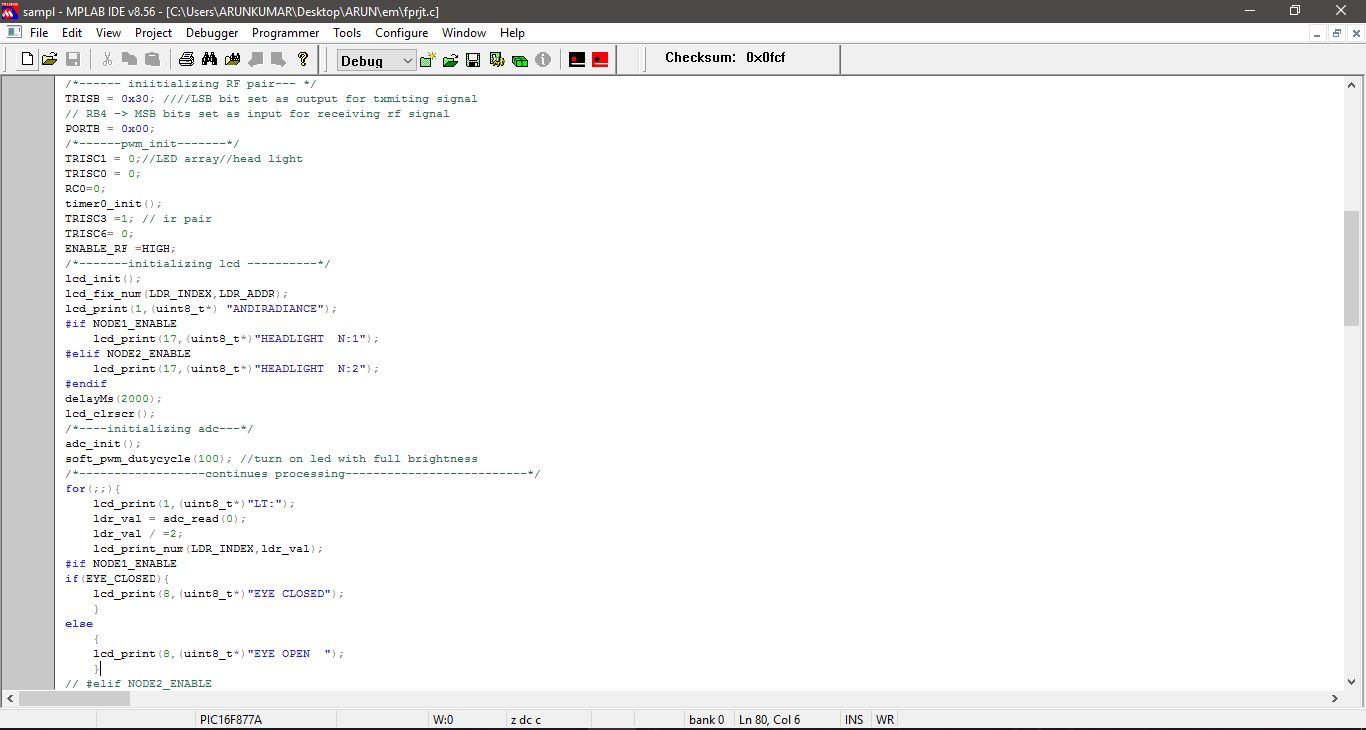 sampl - MPLAB IDE v8.56 - [C:\Users\ARUNKUMAR\Desktop\ARUN\em\fprjt.c]
File Edit View Project Debugger Programmer Tools Configure Window Help
Debug Checksum: 0x0fcf
/*------ iniitializing RF pair--- */
TRISB = 0x30; ////LSB bit set as output for txmiting signal
// RB4 -> MSB bits set as input for receiving rf signal
PORTB = 0x00;
/*------pwm_init-------*/
TRISC1 = 0;//LED array//head light
TRISC0 = 0;
RC0=0;
timer0_init();
TRISC3 =1; // ir pair
TRISC6= 0;
ENABLE_RF =HIGH;
/*-------initializing lcd ----------*/
lcd_init();
lcd_fix_num(LDR_INDEX,LDR_ADDR);
lcd_print(1,(uint8_t*) "ANDIRADIANCE");
#if NODE1_ENABLE
    lcd_print(17,(uint8_t*)"HEADLIGHT  N:1");
#elif NODE2_ENABLE
    lcd_print(17,(uint8_t*)"HEADLIGHT  N:2");
#endif
delayMs(2000);
lcd_clrscr();
/*----initializing adc---*/
adc_init();
soft_pwm_dutycycle(100); //turn on led with full brightness
/*------------------continues processing--------------------------*/
for(;;){
    lcd_print(1,(uint8_t*)"LT:");
    ldr_val = adc_read(0);
    ldr_val / =2;
    lcd_print_num(LDR_INDEX,ldr_val);
#if NODE1_ENABLE
if(EYE_CLOSED){
    lcd_print(8,(uint8_t*)"EYE CLOSED");
    }
else
    {
    lcd_print(8,(uint8_t*)"EYE OPEN  ");
    }
// #elif NODE2_ENABLE
PIC16F877A W:0 z dc c bank 0 Ln 80, Col 6 INS WR